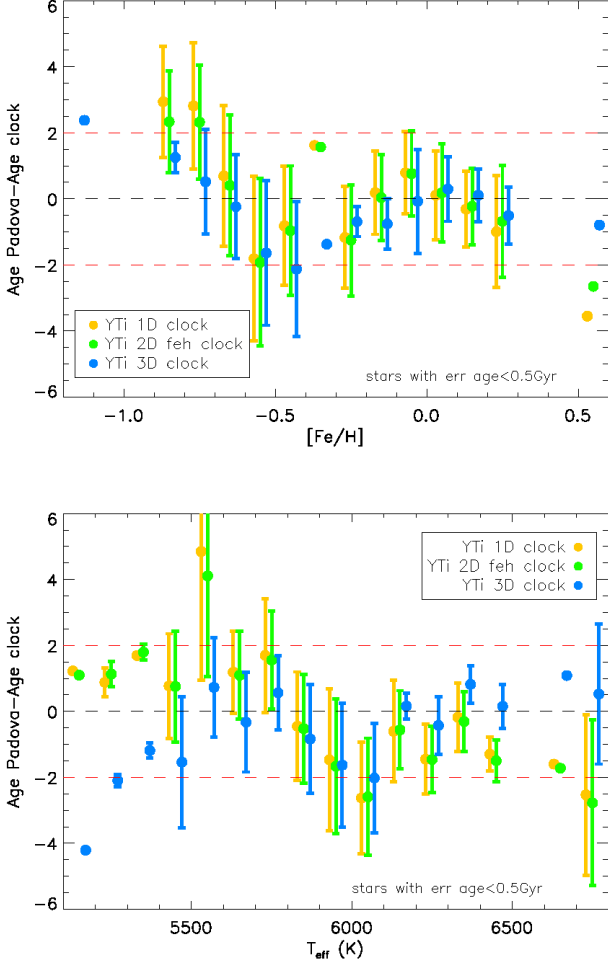 6
4
2
0
−2
−4
−6
Age Padova−Age clock
YTi 1D clock
YTi 2D feh clock
YTi 3D clock
stars with err age<0.5Gyr
−1.0 −0.5 0.0 0.5
[Fe/H]
6
4
2
0
−2
−4
−6
Age Padova−Age clock
YTi 1D clock
YTi 2D feh clock
YTi 3D clock
stars with err age<0.5Gyr
5500 6000 6500
T_eff (K)